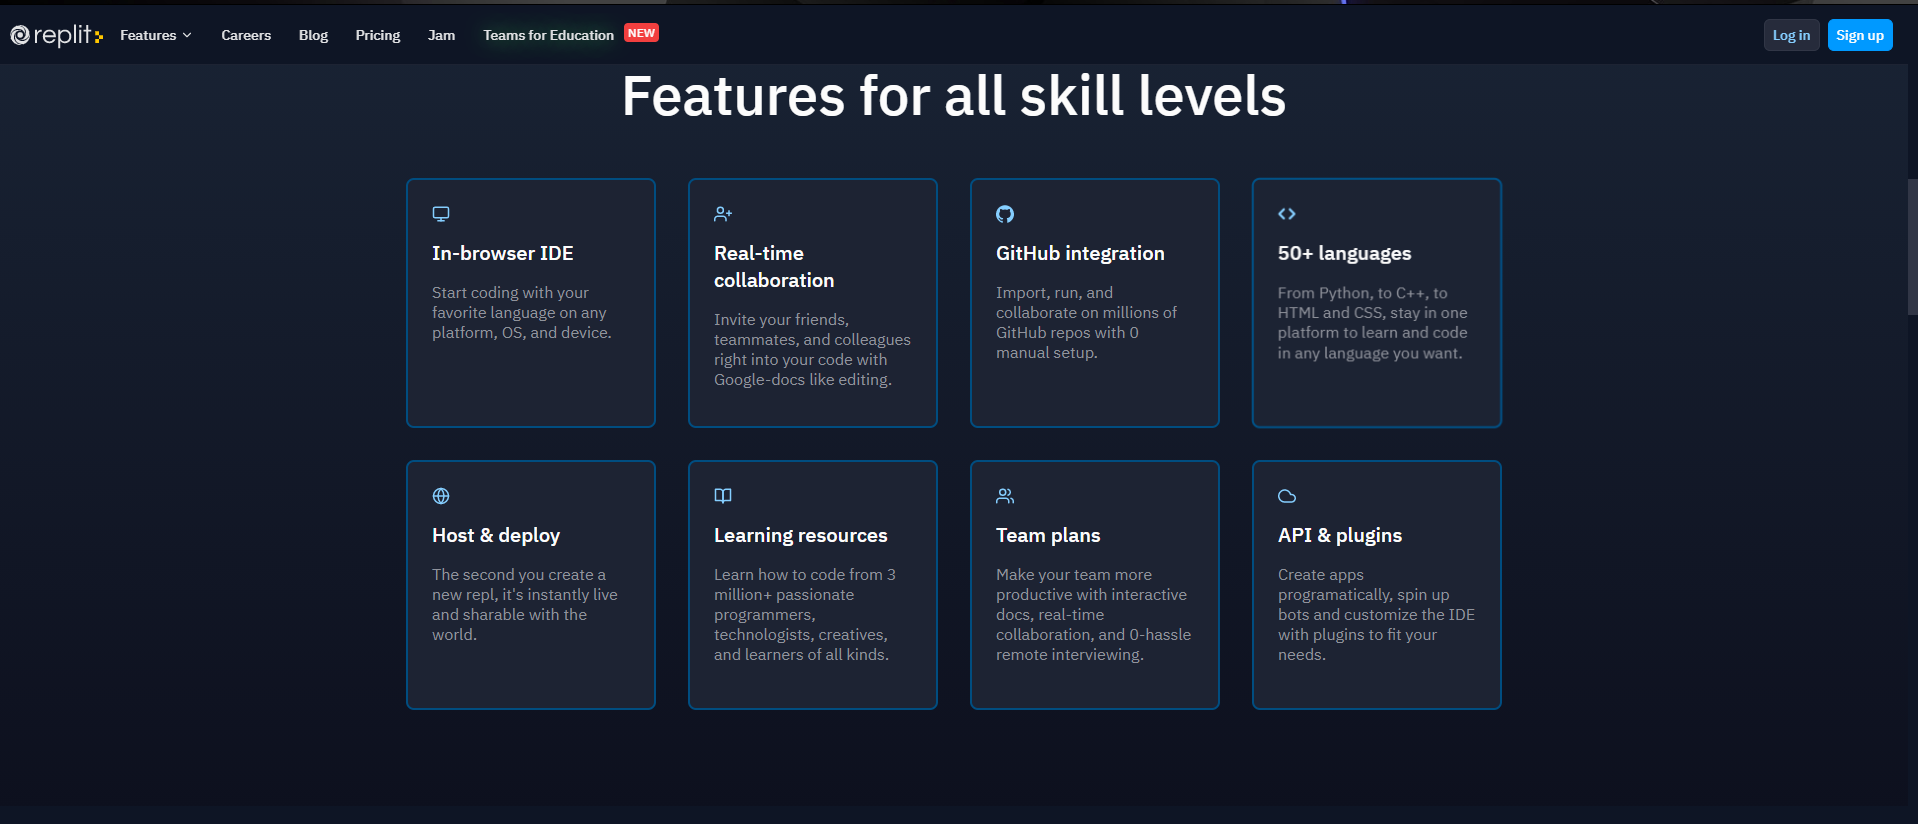 replit
Features
Careers
Blog
Pricing
Jam
Teams for Education
NEW
Log in
Sign up
Features for all skill levels
In-browser IDE
Start coding with your
favorite language on any
platform, OS, and device.
Real-time
collaboration
Invite your friends,
teammates, and colleagues
right into your code with
Google-docs like editing.
GitHub integration
Import, run, and
collaborate on millions of
GitHub repos with 0
manual setup.
50+ languages
From Python, to C++, to
HTML and CSS, stay in one
platform to learn and code
in any language you want.
Host & deploy
The second you create a
new repl, it's instantly live
and sharable with the
world.
Learning resources
Learn how to code from 3
million+ passionate
programmers,
technologists, creatives,
and learners of all kinds.
Team plans
Make your team more
productive with interactive
docs, real-time
collaboration, and 0-hassle
remote interviewing.
API & plugins
Create apps
programatically, spin up
bots and customize the IDE
with plugins to fit your
needs.